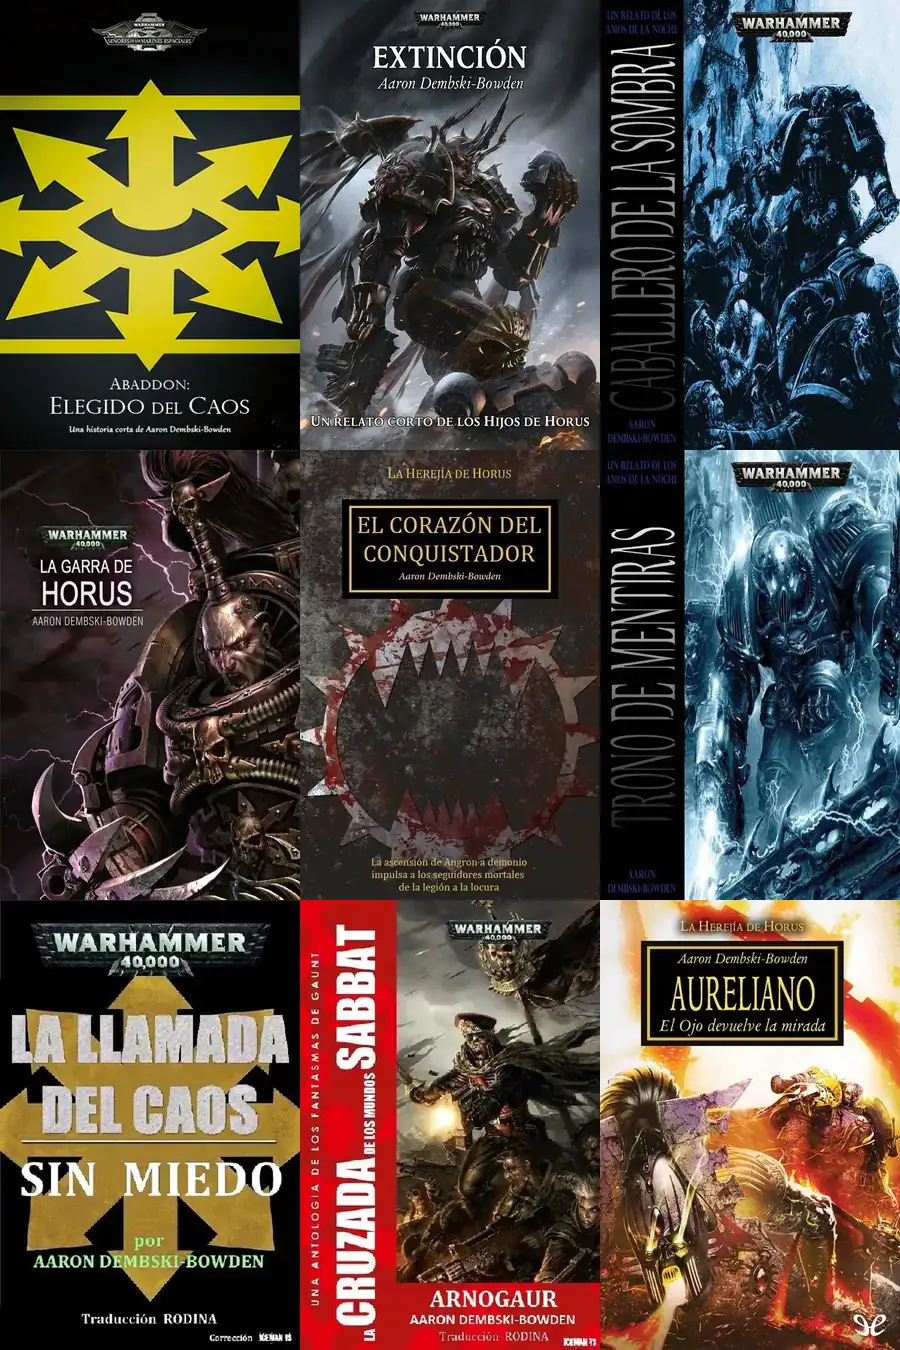 WARHAMMER
40,000
SEÑORES DE LOS MARINES ESPACIALES
ABADDON:
ELEGIDO DEL CAOS
Una historia corta de Aaron Dembski-Bowden
WARHAMMER
40,000
EXTINCIÓN
Aaron Dembski-Bowden
UN RELATO CORTO DE LOS HIJOS DE HORUS
UN RELATO DE LOS
AMOS DE LA NOCHE
CABALLERO DE LA SOMBRA
AARON
DEMBSKI-BOWDEN
WARHAMMER
40,000
WARHAMMER
40,000
LA GARRA DE
HORUS
AARON DEMBSKI-BOWDEN
LA HEREJÍA DE HORUS
EL CORAZÓN DEL
CONQUISTADOR
Aaron Dembski-Bowden
La ascensión de Angron a demonio
impulsa a los seguidores mortales
de la legión a la locura
UN RELATO DE LOS
AMOS DE LA NOCHE
TRONO DE MENTIRAS
AARON
DEMBSKI-BOWDEN
WARHAMMER
40,000
WARHAMMER
40,000
LA LLAMADA
DEL CAOS
SIN MIEDO
por
AARON DEMBSKI-BOWDEN
Traducción RODINA
Corrección ICEMAN TS
UNA ANTOLOGIA DE LOS FANTASMAS DE GAUNT
LA CRUZADA DE LOS MUNDOS SABBAT
WARHAMMER
40,000
ARNOGAUR
AARON DEMBSKI-BOWDEN
Traducción RODINA
ICEMAN TS
LA HEREJÍA DE HORUS
Aaron Dembski-Bowden
AURELIANO
El Ojo devuelve la mirada